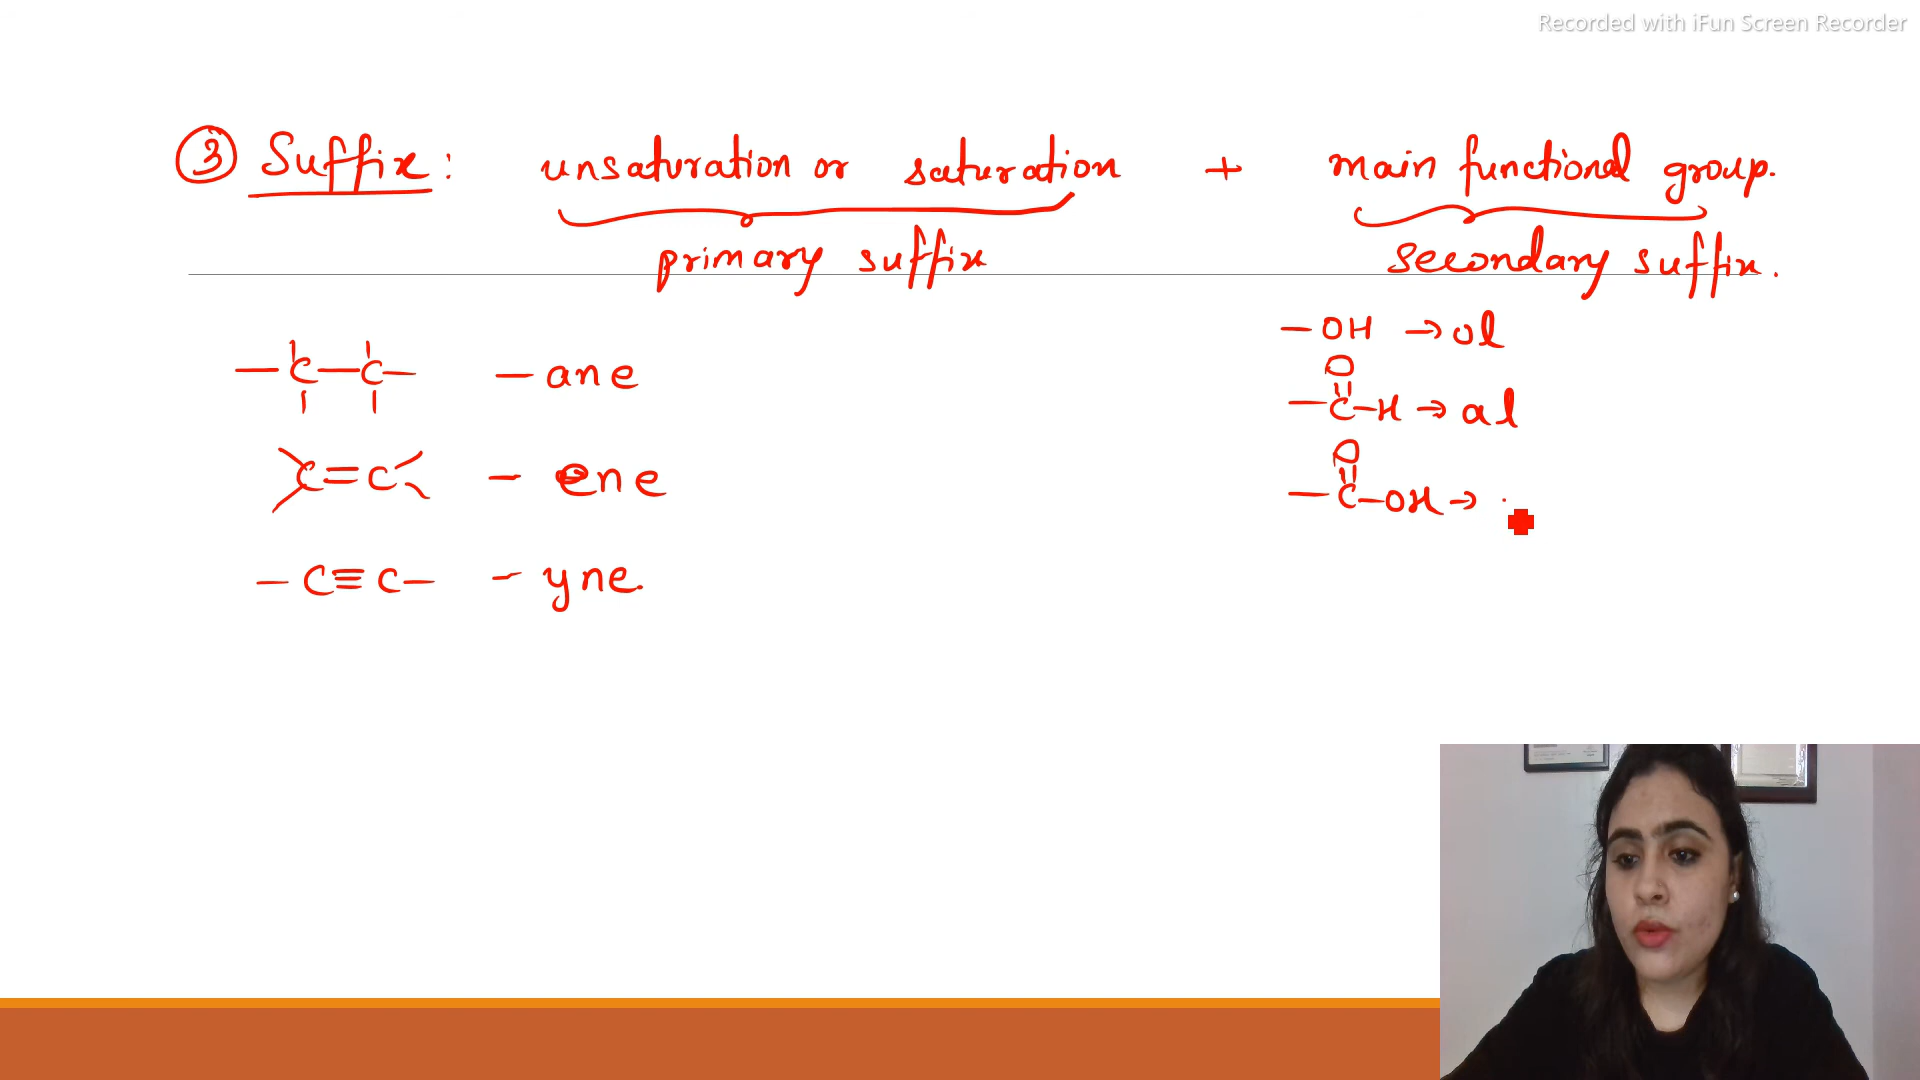 Recorded with iFun Screen Recorder
③ Suffix: unsaturation or saturation + main functional group.
primary suffix secondary suffix.
— OH → ol
— C — C — — ane
O
— C — H → al
O
C = C — ene
— C — OH →
— C ≡ C — — yne.